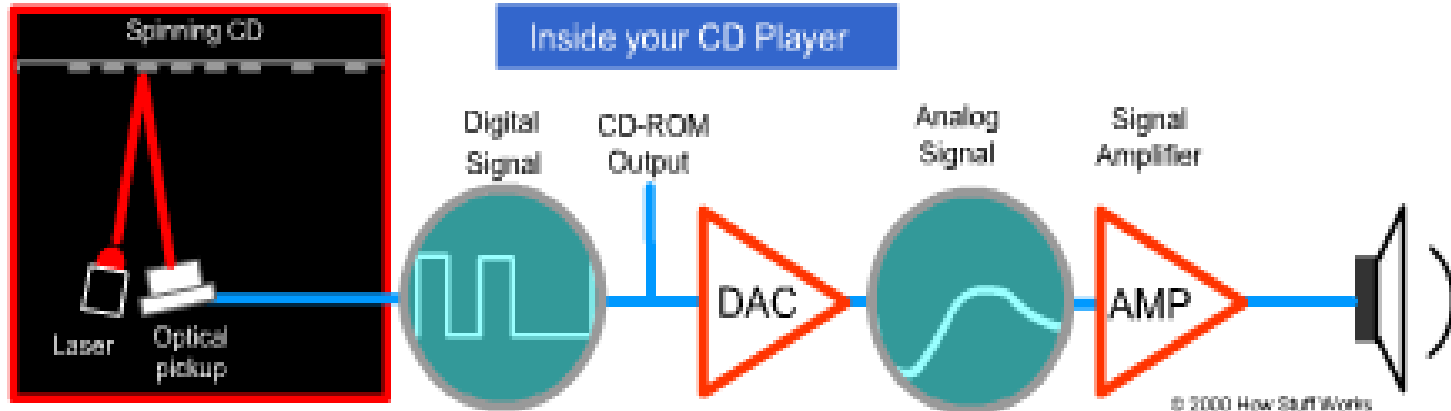 Spinning CD
Inside your CD Player
Digital
Signal
CD-ROM
Output
Analog
Signal
Signal
Amplifier
DAC
AMP
Laser
Optical
pickup
© 2000 How Stuff Works